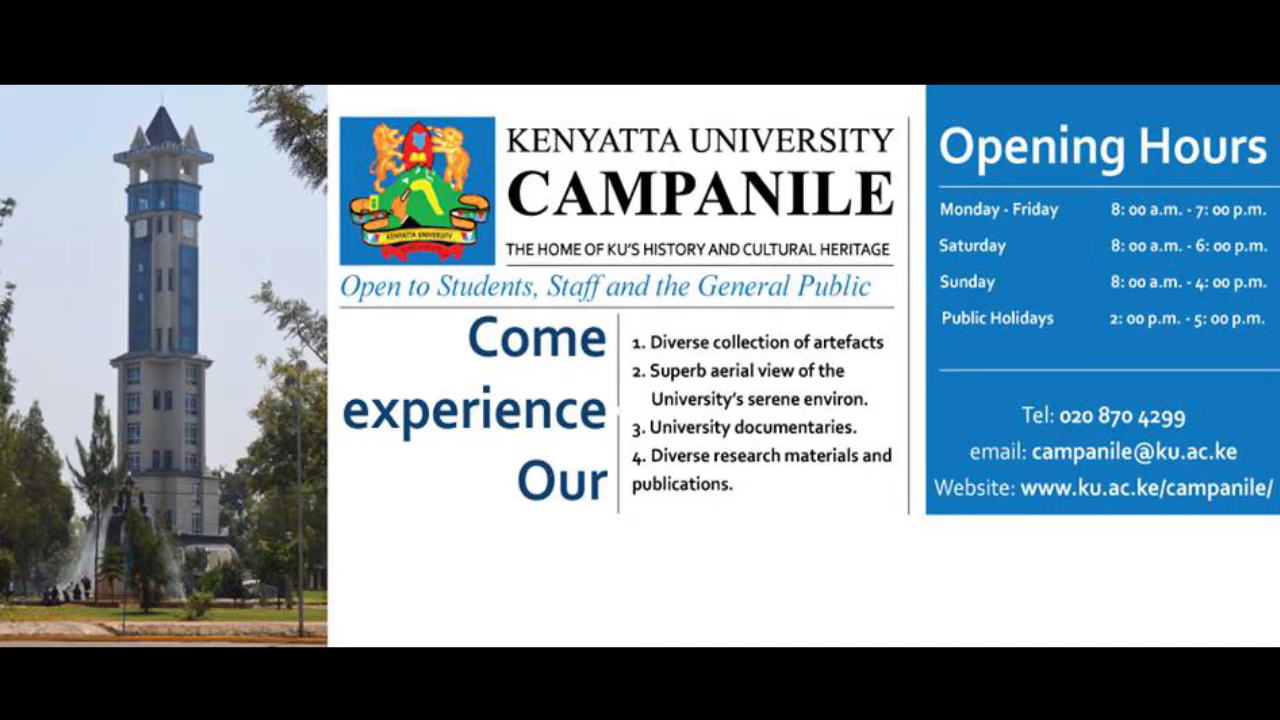 KENYATTA UNIVERSITY
CAMPANILE
THE HOME OF KU'S HISTORY AND CULTURAL HERITAGE
KENYATTA UNIVERSITY
Open to Students, Staff and the General Public
Come
experience
Our
1. Diverse collection of artefacts
2. Superb aerial view of the
University's serene environ.
3. University documentaries.
4. Diverse research materials and
publications.
Opening Hours
Monday - Friday 8: 00 a.m. - 7: 00 p.m.
Saturday 8: 00 a.m. - 6: 00 p.m.
Sunday 8: 00 a.m. - 4: 00 p.m.
Public Holidays 2: 00 p.m. - 5: 00 p.m.
Tel: 020 870 4299
email: campanile@ku.ac.ke
Website: www.ku.ac.ke/campanile/